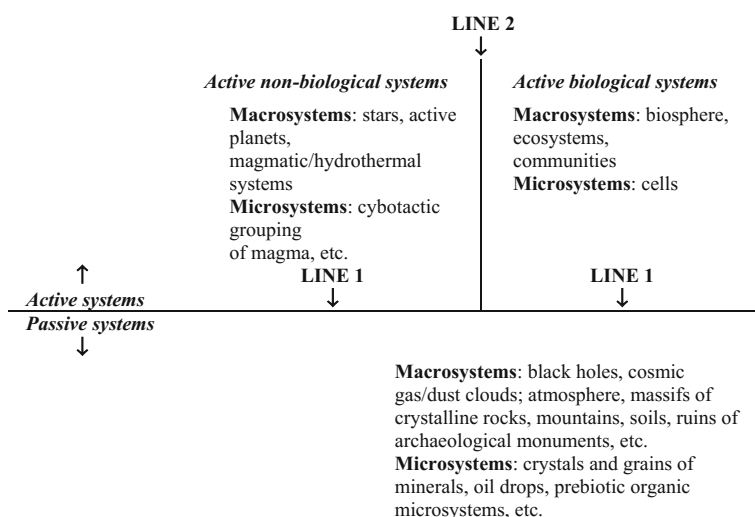 LINE 2
↓
Active non-biological systems
Macrosystems: stars, active
planets,
magmatic/hydrothermal
systems
Microsystems: cybotactic
grouping
of magma, etc.
Active biological systems
Macrosystems: biosphere,
ecosystems,
communities
Microsystems: cells
LINE 1
↓
LINE 1
↓
↑
Active systems
Passive systems
↓
Macrosystems: black holes, cosmic
gas/dust clouds; atmosphere, massifs of
crystalline rocks, mountains, soils, ruins of
archaeological monuments, etc.
Microsystems: crystals and grains of
minerals, oil drops, prebiotic organic
microsystems, etc.